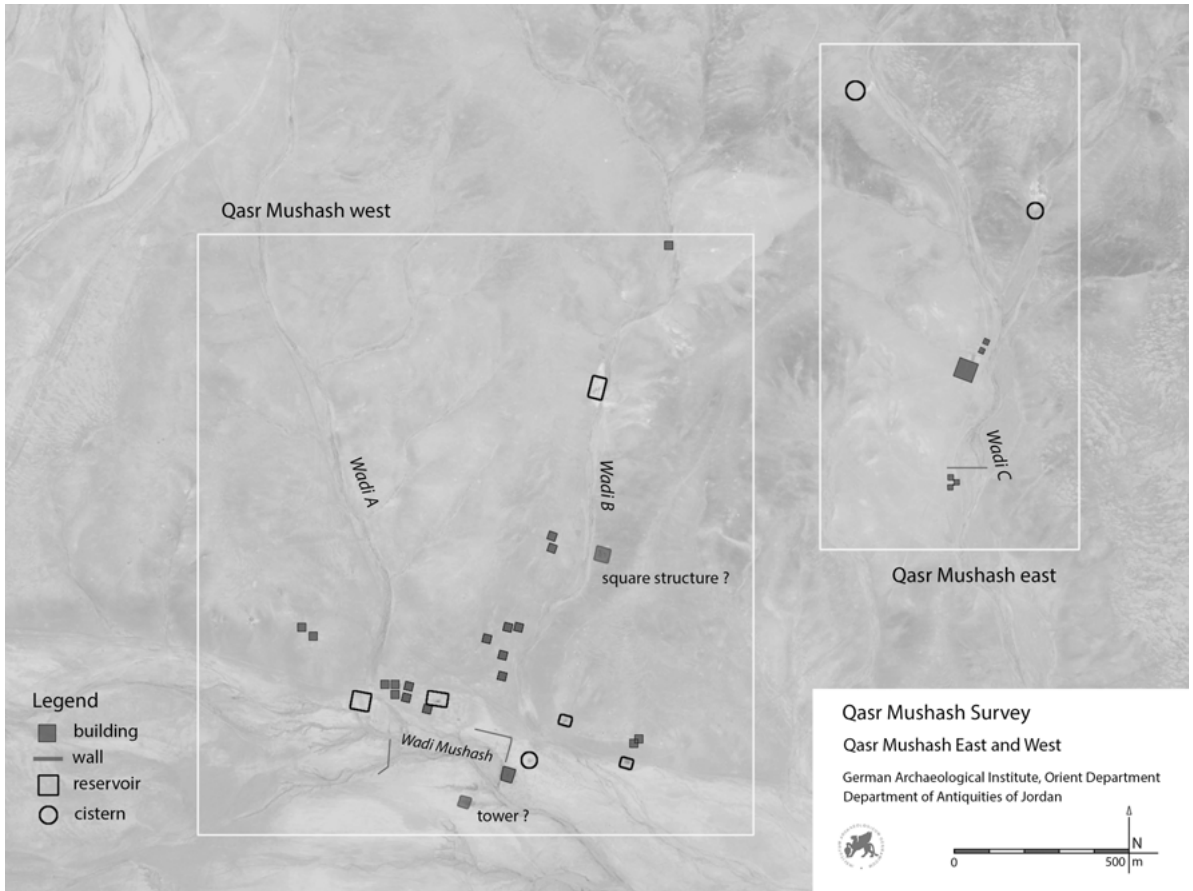 Qasr Mushash west
Wadi A
Wadi B
square structure ?
Wadi C
Qasr Mushash east
Wadi Mushash
tower ?
Legend
building
wall
reservoir
cistern
Qasr Mushash Survey
Qasr Mushash East and West
German Archaeological Institute, Orient Department
Department of Antiquities of Jordan
N
0 500 m